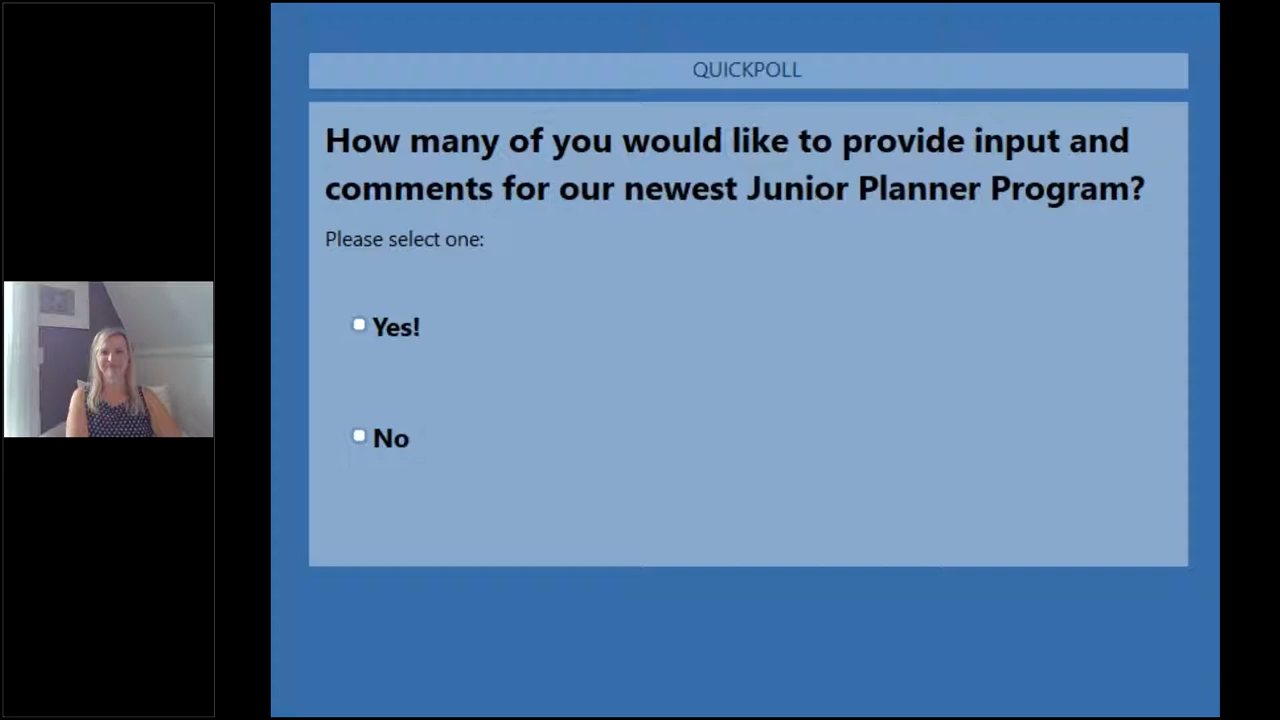 QUICKPOLL
How many of you would like to provide input and
comments for our newest Junior Planner Program?
Please select one:
Yes!
No